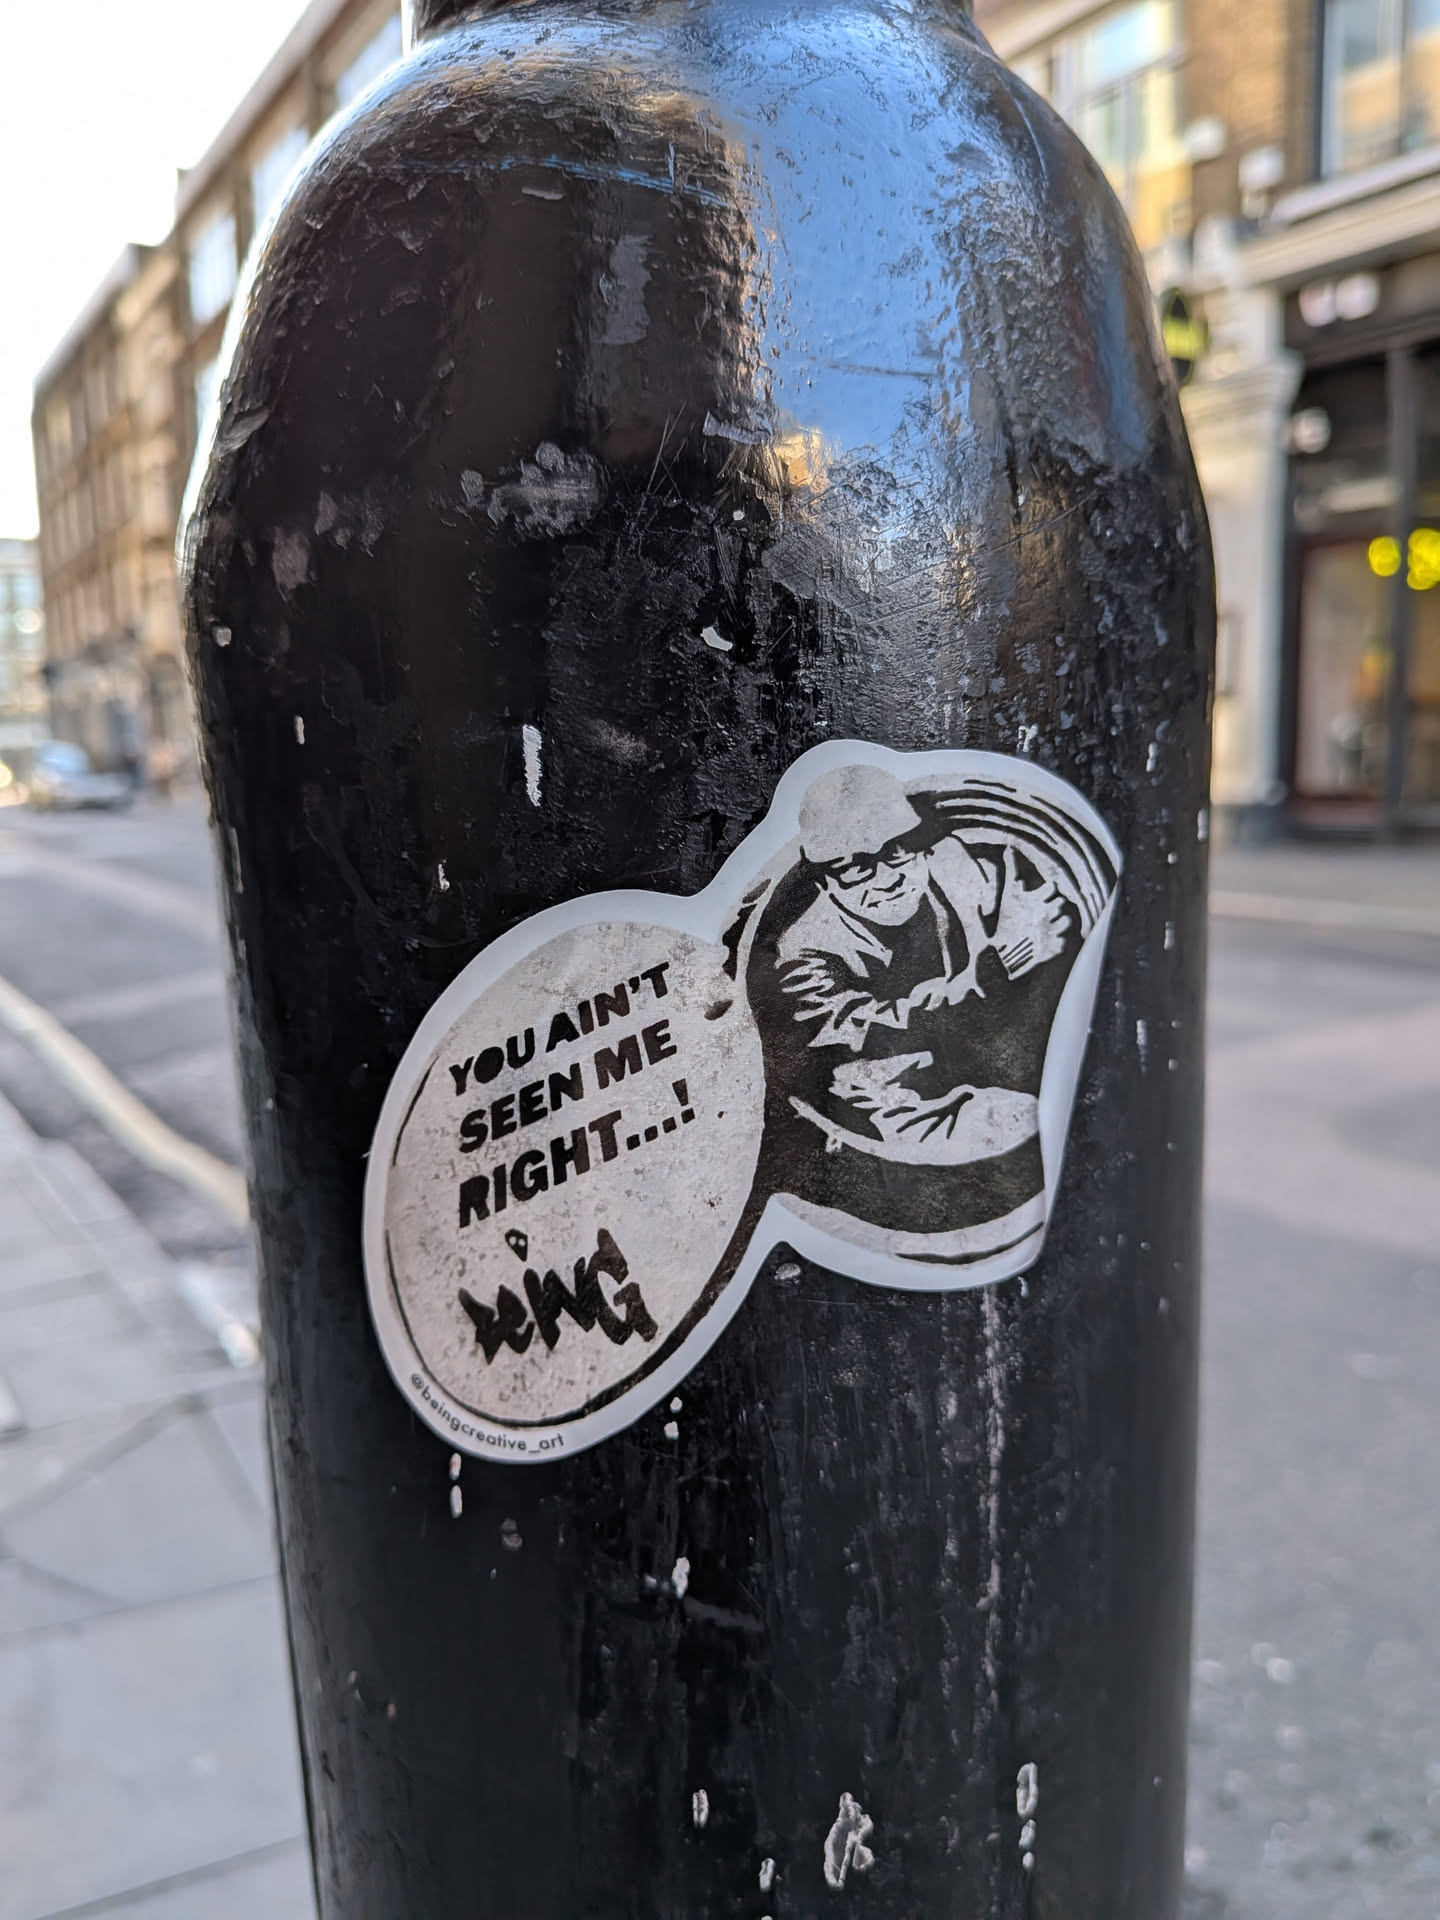 YOU AIN'T
SEEN ME
RIGHT...!
BeiNG
@beingcreative_art